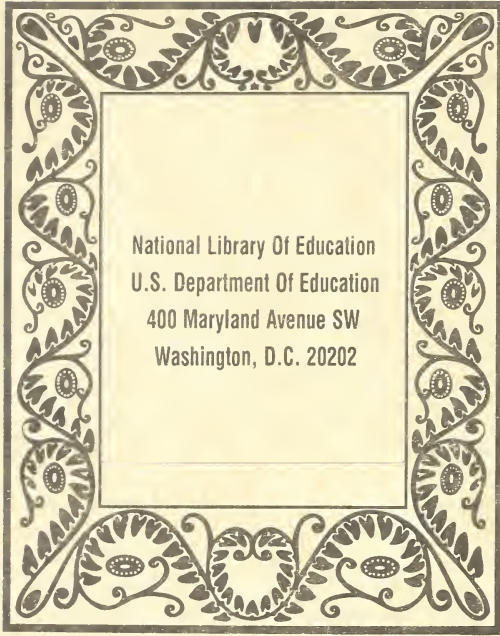 National Library Of Education
U.S. Department Of Education
400 Maryland Avenue SW
Washington, D.C. 20202